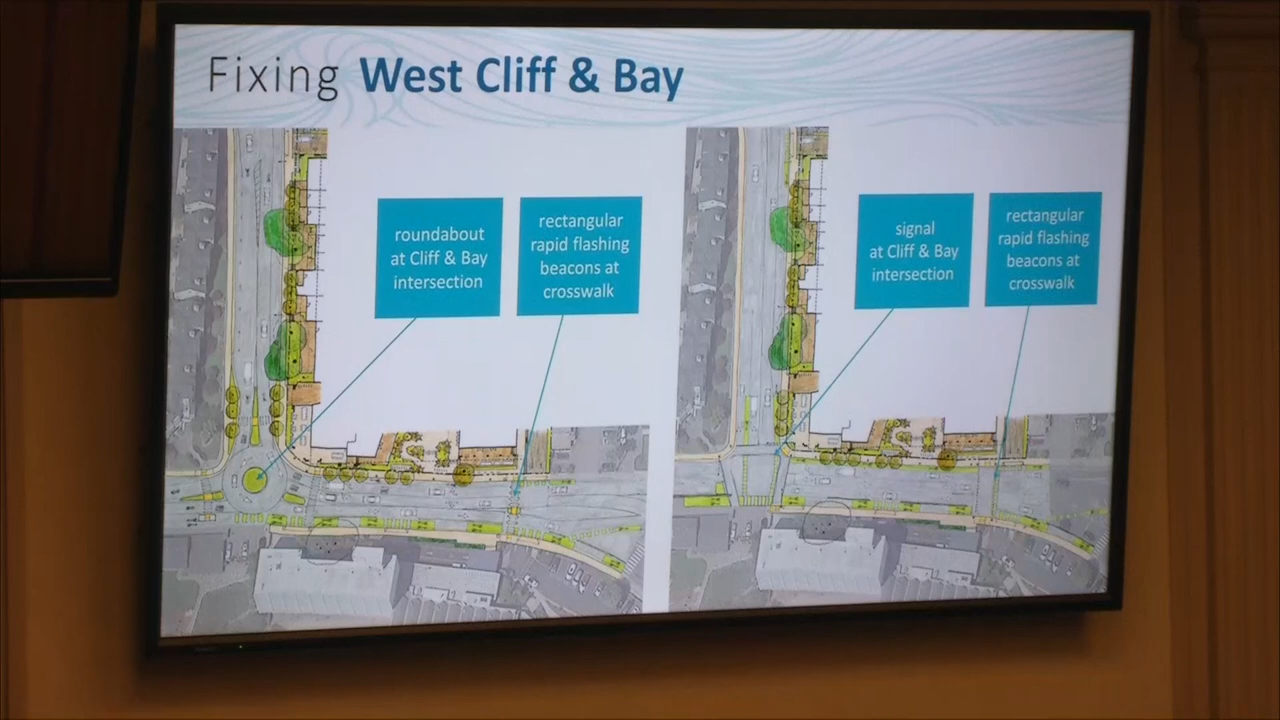 Fixing West Cliff & Bay
roundabout
at Cliff & Bay
intersection
rectangular
rapid flashing
beacons at
crosswalk
signal
at Cliff & Bay
intersection
rectangular
rapid flashing
beacons at
crosswalk